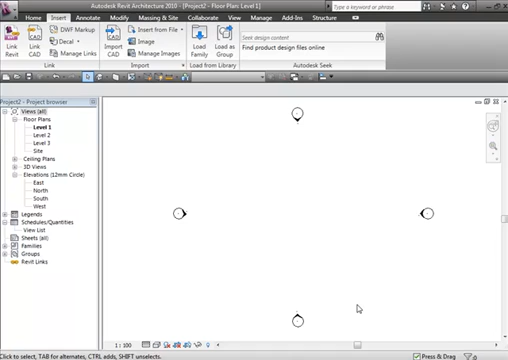 Autodesk Revit Architecture 2010 - [Project2 - Floor Plan: Level 1]
Type a keyword or phrase
Home Insert Annotate Modify Massing & Site Collaborate View Manage Add-Ins Structure
Link Revit
Link CAD
DWF Markup
Decal
Manage Links
Import CAD
Insert from File
Image
Manage Images
Load Family
Load as Group
Seek design content
Find product design files online
Link
Import
Load from Library
Autodesk Seek
Project2 - Project browser
Views (all)
Floor Plans
Level 1
Level 2
Level 3
Site
Ceiling Plans
3D Views
Elevations (12mm Circle)
East
North
South
West
Legends
Schedules/Quantities
View List
Sheets (all)
Families
Groups
Revit Links
1 : 100
Click to select, TAB for alternates, CTRL adds, SHIFT unselects.
Press & Drag